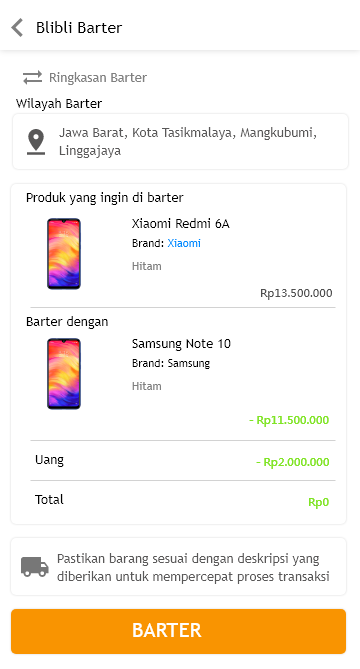 Blibli Barter
Ringkasan Barter
Wilayah Barter
Jawa Barat, Kota Tasikmalaya, Mangkubumi,
Linggajaya
Produk yang ingin di barter
Xiaomi Redmi 6A
Brand: Xiaomi
Hitam
Rp13.500.000
Barter dengan
Samsung Note 10
Brand: Samsung
Hitam
- Rp11.500.000
Uang
- Rp2.000.000
Total
Rp0
Pastikan barang sesuai dengan deskripsi yang
diberikan untuk mempercepat proses transaksi
BARTER